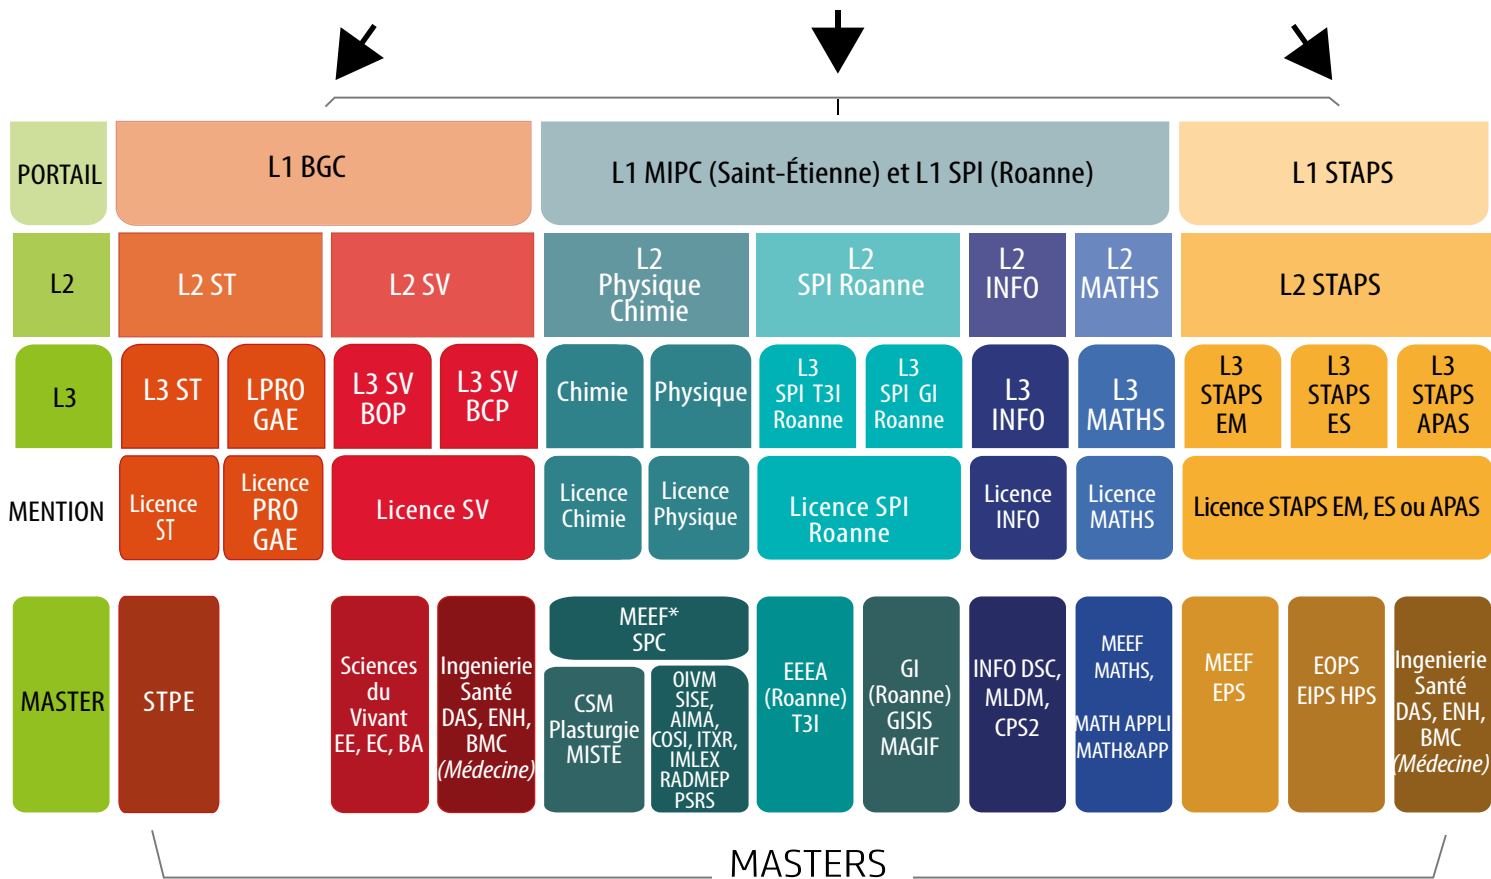 PORTAIL
L1 BGC
L1 MIPC (Saint-Étienne) et L1 SPI (Roanne)
L1 STAPS
L2
L2 ST
L2 SV
L2
Physique
Chimie
L2
SPI Roanne
L2
INFO
L2
MATHS
L2 STAPS
L3
L3 ST
LPRO
GAE
L3 SV
BOP
L3 SV
BCP
Chimie
Physique
L3
SPI T3I
Roanne
L3
SPI GI
Roanne
L3
INFO
L3
MATHS
L3
STAPS
EM
L3
STAPS
ES
L3
STAPS
APAS
MENTION
Licence
ST
Licence
PRO
GAE
Licence SV
Licence
Chimie
Licence
Physique
Licence SPI
Roanne
Licence
INFO
Licence
MATHS
Licence STAPS EM, ES ou APAS
MASTER
STPE
Sciences
du
Vivant
EE, EC, BA
Ingenierie
Santé
DAS, ENH,
BMC
(Médecine)
MEEF*
SPC
CSM
Plasturgie
MISTE
OIVM
SISE,
AIMA,
COSI, ITXR,
IMLEX
RADMEP
PSRS
EEEA
(Roanne)
T3I
GI
(Roanne)
GISIS
MAGIF
INFO DSC,
MLDM,
CPS2
MEEF
MATHS,
MATH APPLI
MATH&APP
MEEF
EPS
EOPS
EIPS HPS
Ingenierie
Santé
DAS, ENH,
BMC
(Médecine)
MASTERS